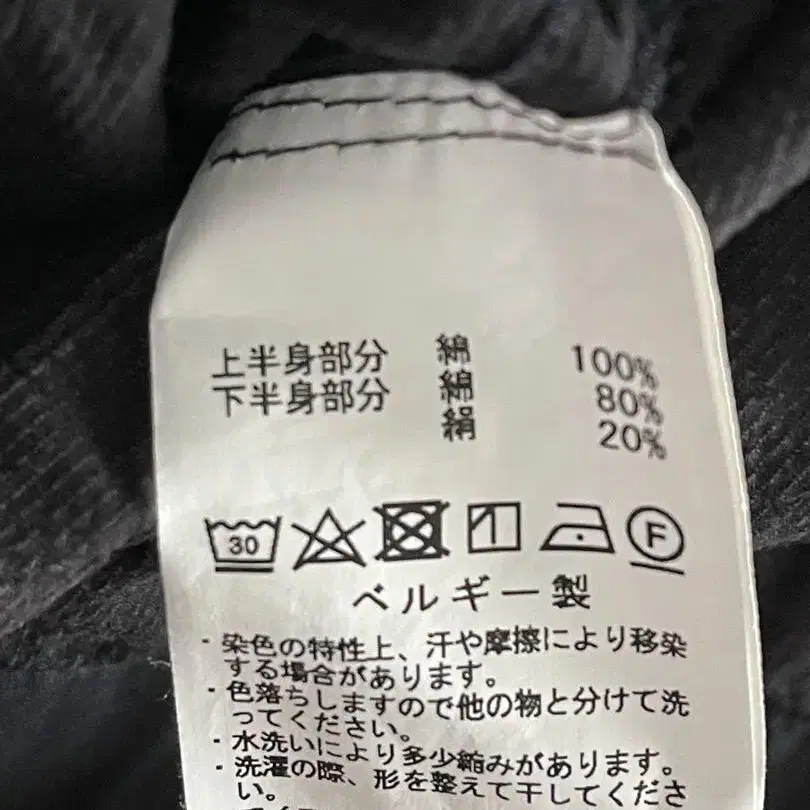 上半身部分 綿 100%
下半身部分 綿 80%
絹 20%
30 F
ベルギー製
・染色の特性上、汗や摩擦により移染
する場合があります。
・色落ちしますので他の物と分けて洗
ってください。
・水洗いにより多少縮みがあります。
・洗濯の際、形を整えて干してくださ
い。